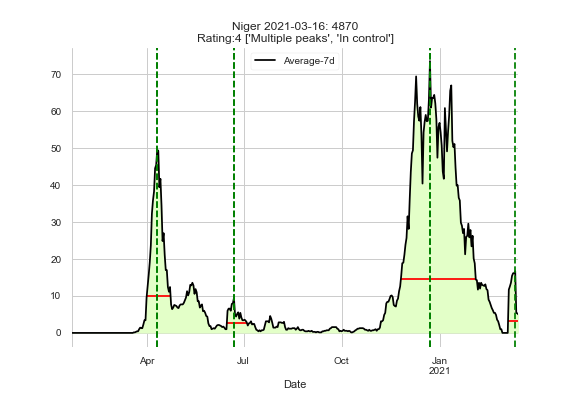 Niger 2021-03-16: 4870
Rating:4 ['Multiple peaks', 'In control']
Average-7d
70
60
50
40
30
20
10
0
Apr
Jul
Oct
Jan
2021
Date